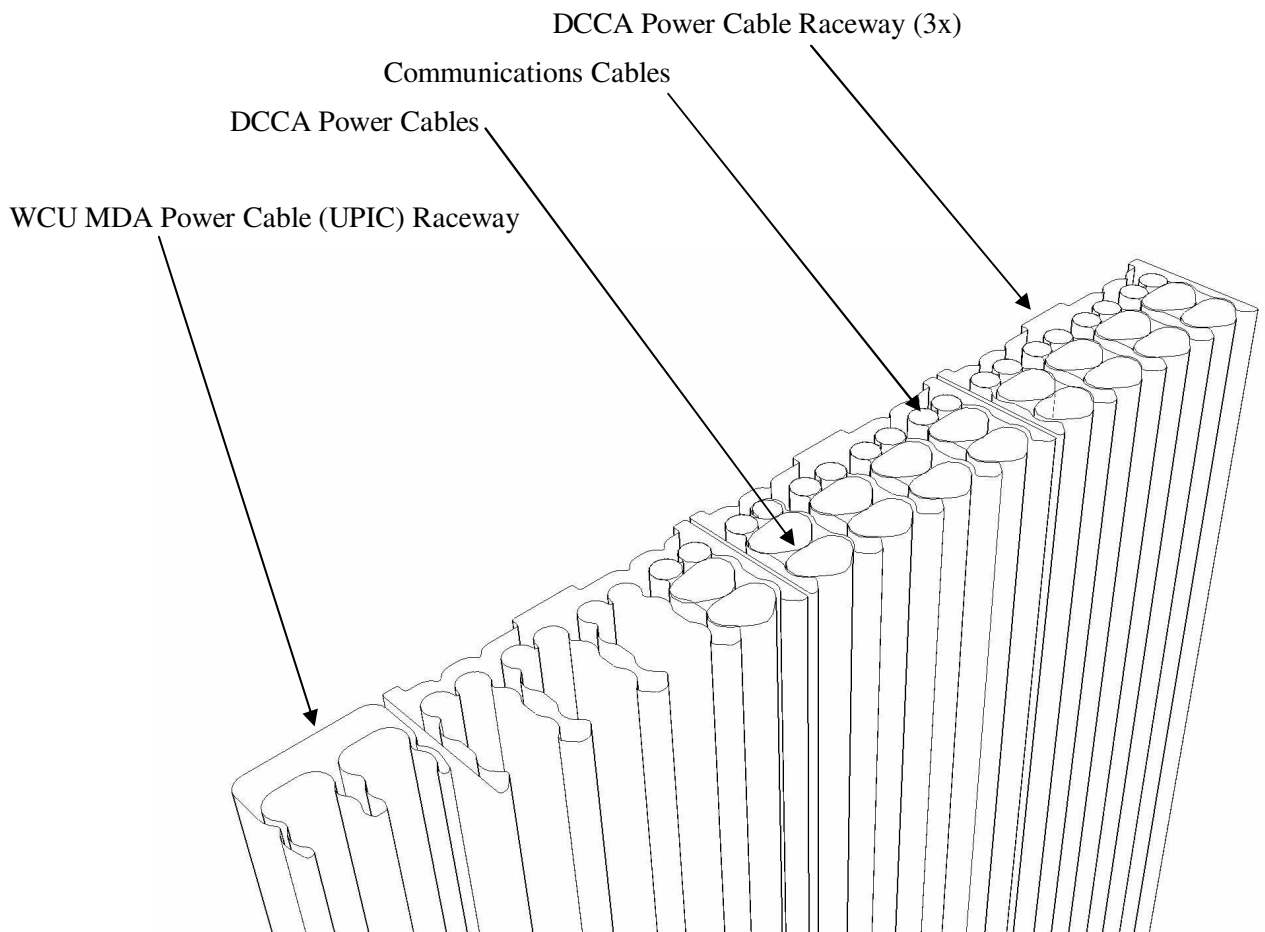 DCCA Power Cable Raceway (3x)
Communications Cables
DCCA Power Cables
WCU MDA Power Cable (UPIC) Raceway